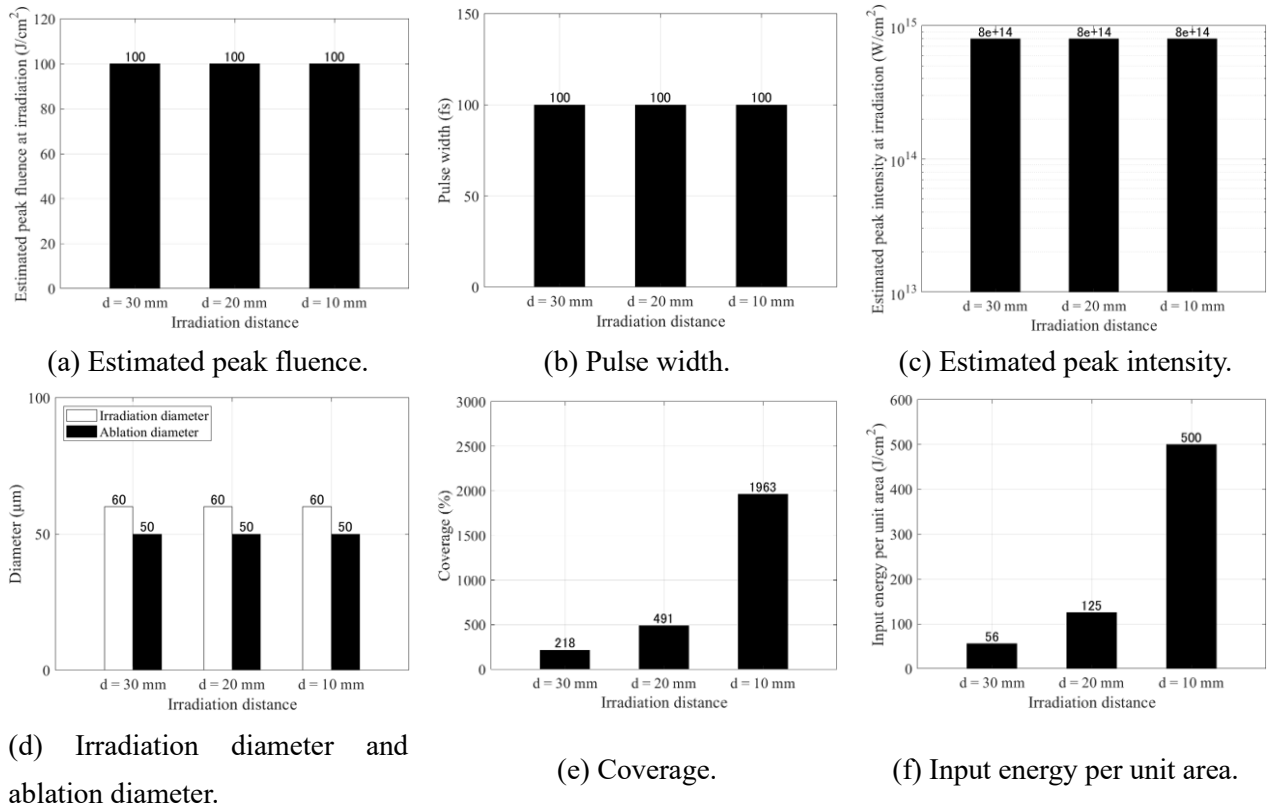 Estimated peak fluence at irradiation (J/cm²)
120
100
80
60
40
20
0
100
100
100
d = 30 mm
d = 20 mm
d = 10 mm
Irradiation distance
(a) Estimated peak fluence.
Pulse width (fs)
150
100
50
0
100
100
100
d = 30 mm
d = 20 mm
d = 10 mm
Irradiation distance
(b) Pulse width.
Estimated peak intensity at irradiation (W/cm²)
10¹⁵
10¹⁴
10¹³
8e+14
8e+14
8e+14
d = 30 mm
d = 20 mm
d = 10 mm
Irradiation distance
(c) Estimated peak intensity.
Diameter (μm)
100
50
0
Irradiation diameter
Ablation diameter
60
50
60
50
60
50
d = 30 mm
d = 20 mm
d = 10 mm
Irradiation distance
(d) Irradiation diameter and
ablation diameter.
Coverage (%)
3000
2500
2000
1500
1000
500
0
218
491
1963
d = 30 mm
d = 20 mm
d = 10 mm
Irradiation distance
(e) Coverage.
Input energy per unit area (J/cm²)
600
500
400
300
200
100
0
56
125
500
d = 30 mm
d = 20 mm
d = 10 mm
Irradiation distance
(f) Input energy per unit area.